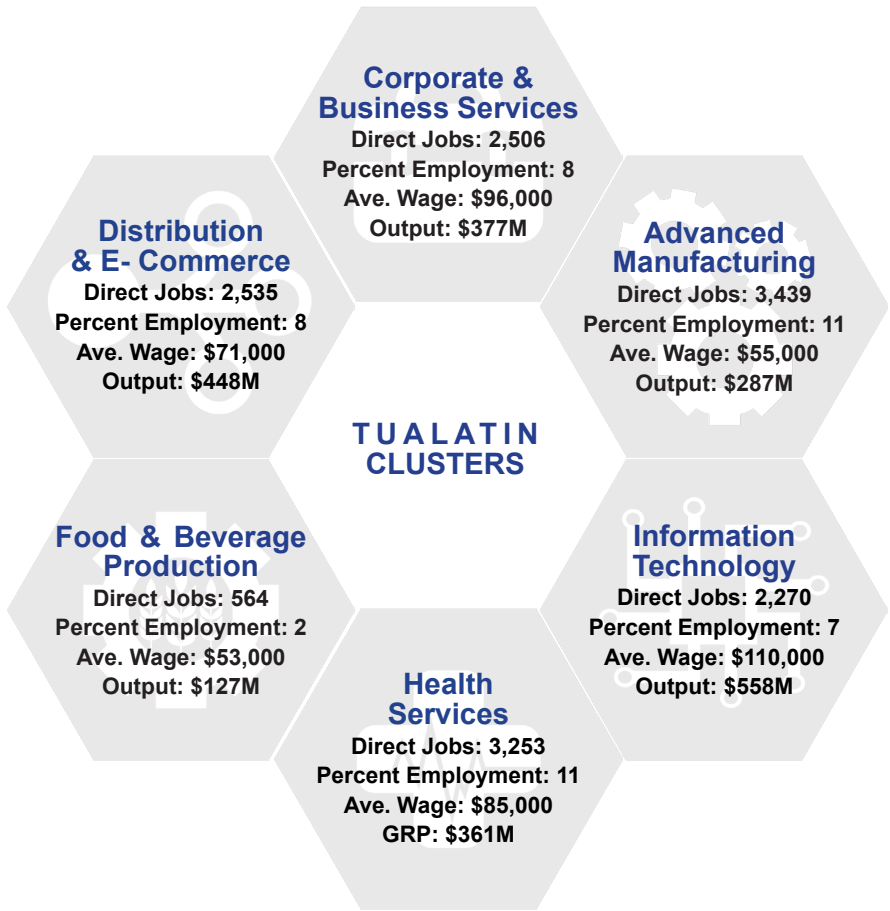 Corporate &
Business Services
Direct Jobs: 2,506
Percent Employment: 8
Ave. Wage: $96,000
Output: $377M
Distribution
& E- Commerce
Direct Jobs: 2,535
Percent Employment: 8
Ave. Wage: $71,000
Output: $448M
Advanced
Manufacturing
Direct Jobs: 3,439
Percent Employment: 11
Ave. Wage: $55,000
Output: $287M
TUALATIN
CLUSTERS
Food & Beverage
Production
Direct Jobs: 564
Percent Employment: 2
Ave. Wage: $53,000
Output: $127M
Information
Technology
Direct Jobs: 2,270
Percent Employment: 7
Ave. Wage: $110,000
Output: $558M
Health
Services
Direct Jobs: 3,253
Percent Employment: 11
Ave. Wage: $85,000
GRP: $361M